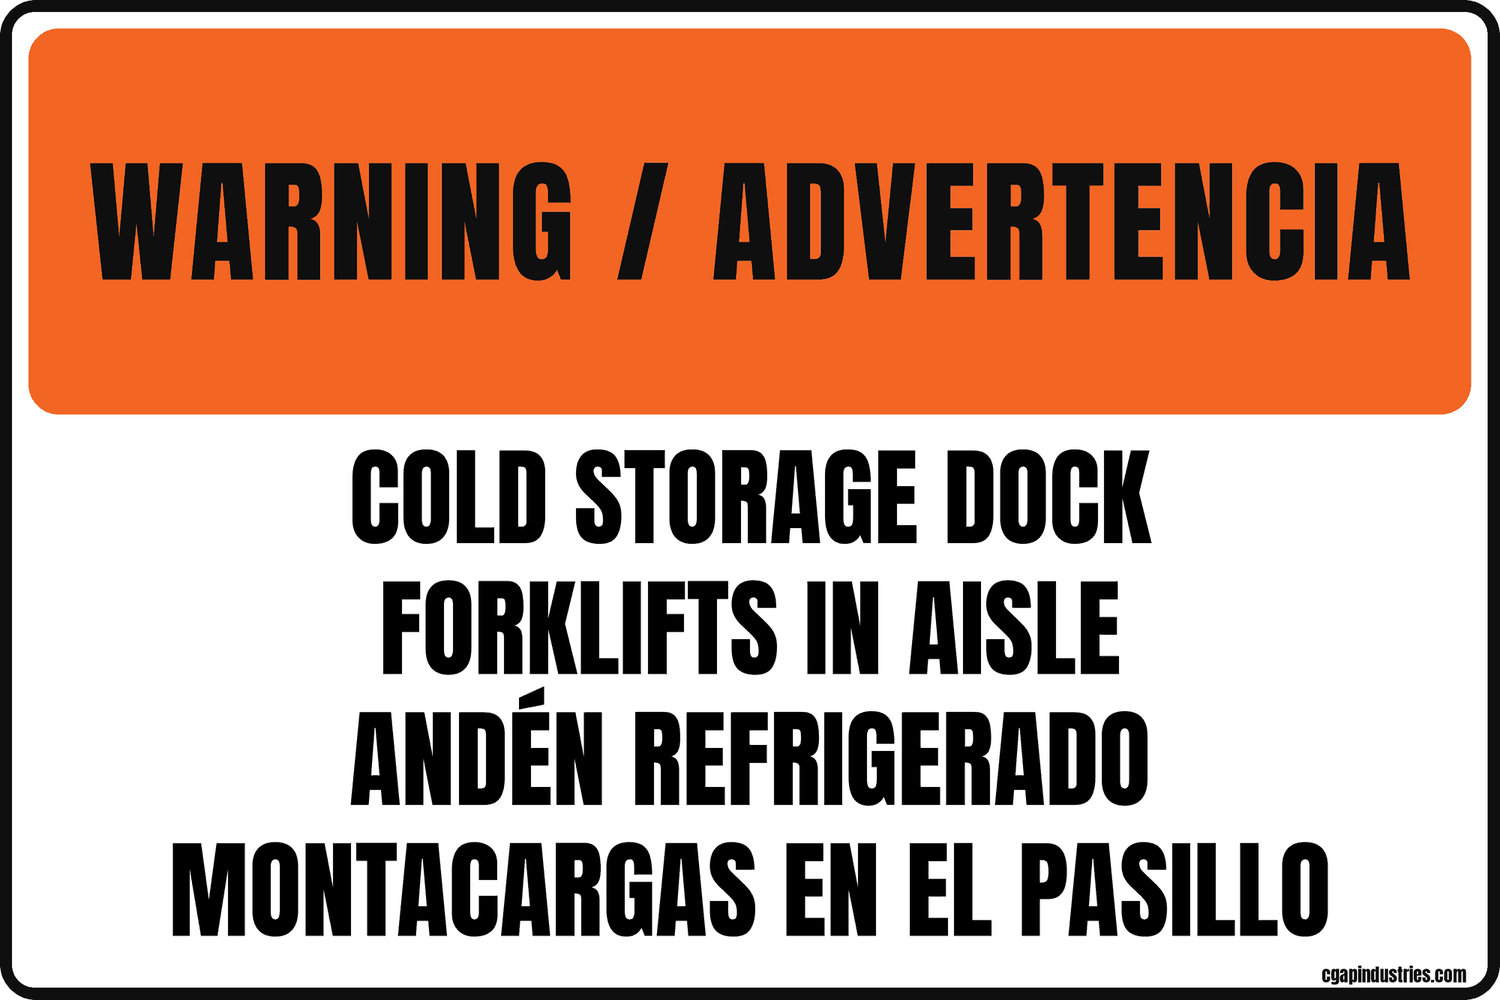 WARNING / ADVERTENCIA
COLD STORAGE DOCK
FORKLIFTS IN AISLE
ANDÉN REFRIGERADO
MONTACARGAS EN EL PASILLO
cgapindustries.com